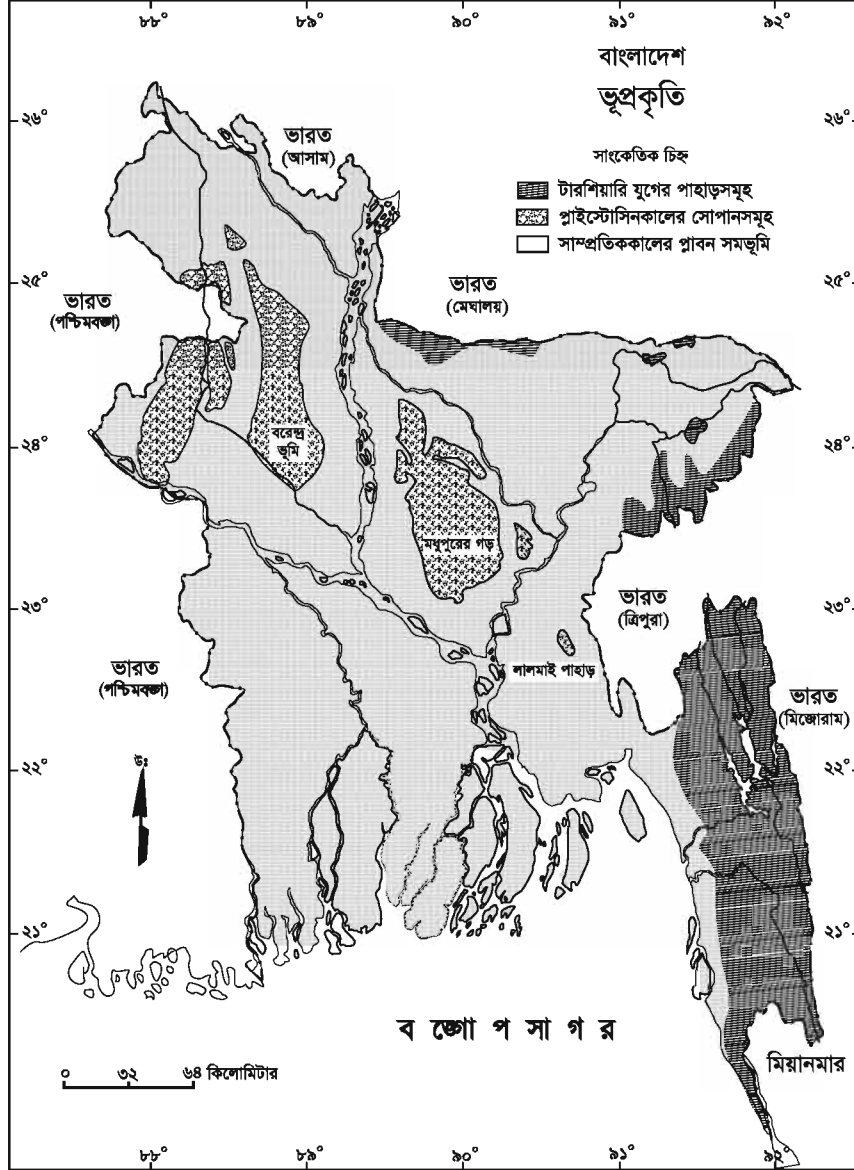 ৮৮° ৮৯° ৯০° ৯১° ৯২°
বাংলাদেশ
ভূপ্রকৃতি
২৬° ২৬°
ভারত
(আসাম)
সাংকেতিক চিহ্ন
টারশিয়ারি যুগের পাহাড়সমূহ
প্লাইস্টোসিনকালের সোপানসমূহ
সাম্প্রতিককালের প্লাবন সমভূমি
২৫° ২৫°
ভারত
(পশ্চিমবঙ্গ)
ভারত
(মেঘালয়)
২৪° ২৪°
বরেন্দ্র
ভূমি
মধুপুরের গড়
২৩° ২৩°
ভারত
(ত্রিপুরা)
লালমাই পাহাড়
ভারত
(পশ্চিমবঙ্গ)
ভারত
(মিজোরাম)
উঃ
২২° ২২°
২১° ২১°
ব ঙ্গো প সা গ র
মিয়ানমার
০ ৩২ ৬৪ কিলোমিটার
৮৮° ৮৯° ৯০° ৯১° ৯২°